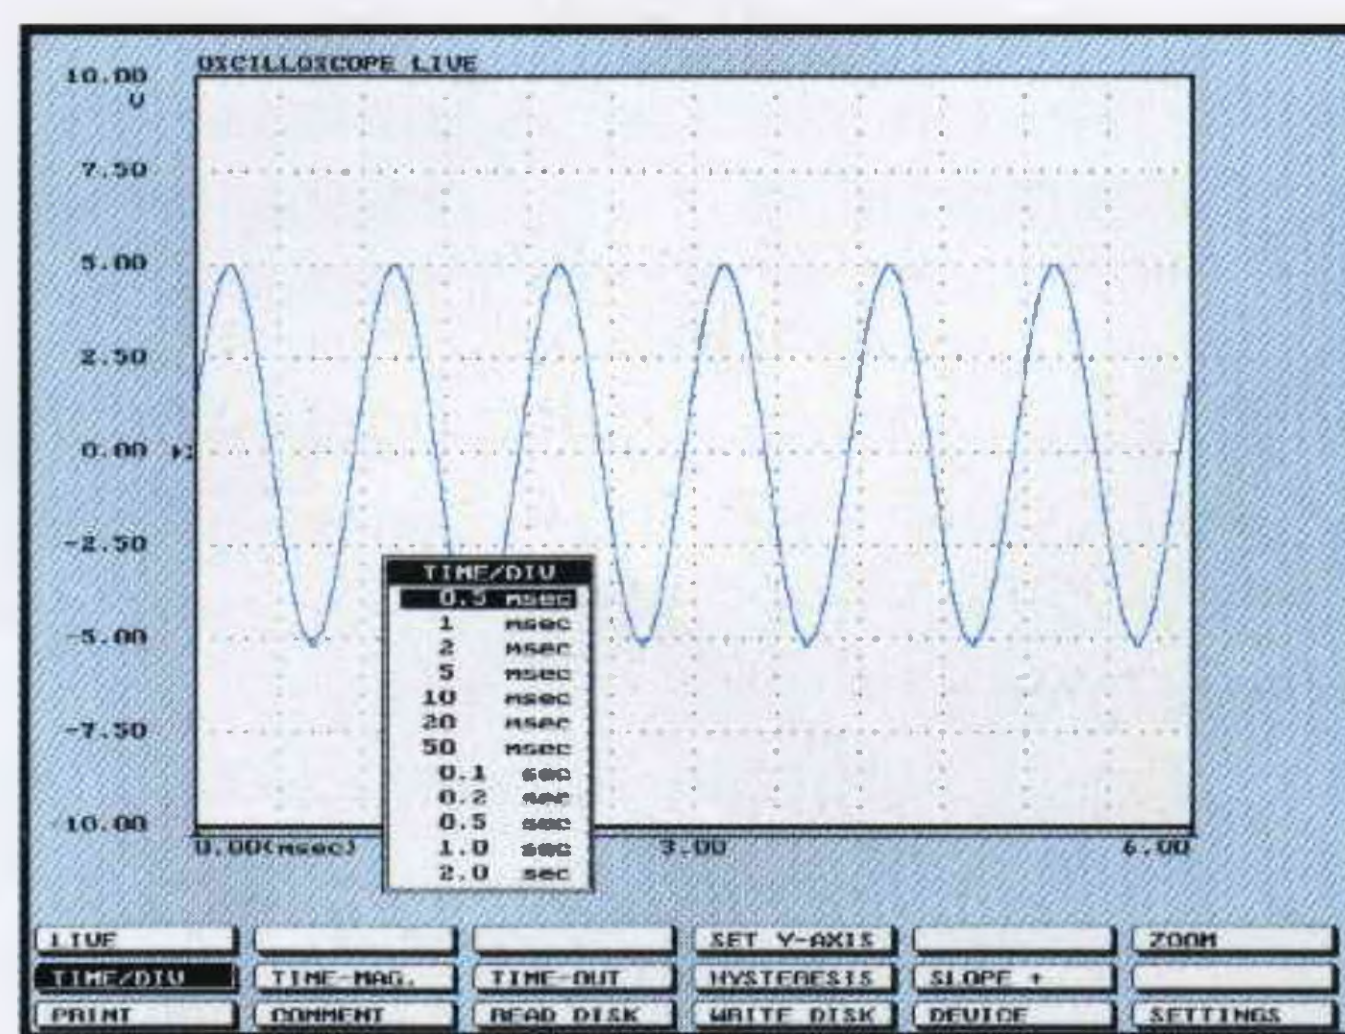 OSCILLOSCOPE LIVE
10.00
V
7.50
5.00
2.50
0.00
-2.50
-5.00
-7.50
10.00
0.00(msec)
3.00
6.00
TIME/DIV
0.5 msec
1 msec
2 msec
5 msec
10 msec
20 msec
50 msec
0.1 sec
0.2 sec
0.5 sec
1.0 sec
2.0 sec
LIVE
SET Y-AXIS
ZOOM
TIME/DIV
TIME-MAG.
TIME-OUT
HYSTERESIS
SLOPE +
PRINT
COMMENT
READ DISK
WRITE DISK
DEVICE
SETTINGS